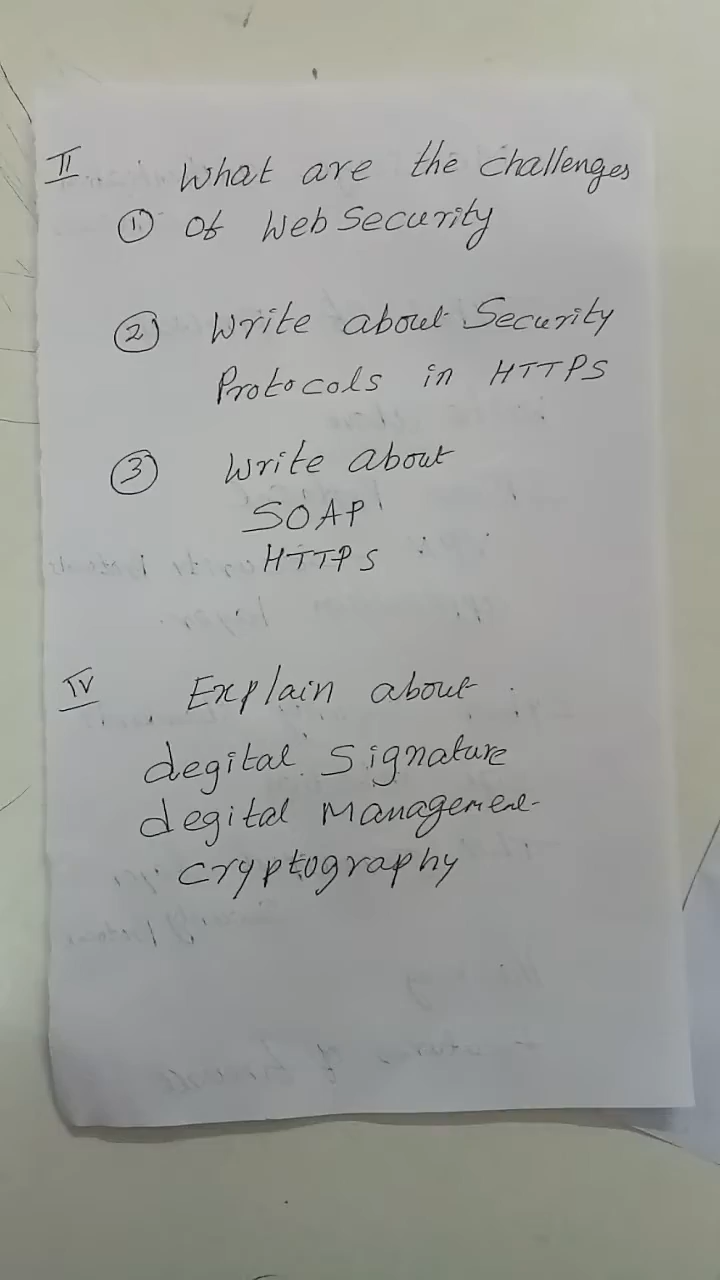 II What are the challenges
① Of Web Security
② Write about Security
Protocols in HTTPS
③ Write about
SOAP
HTTPS
IV Explain about
degital Signature
degital Management
cryptography